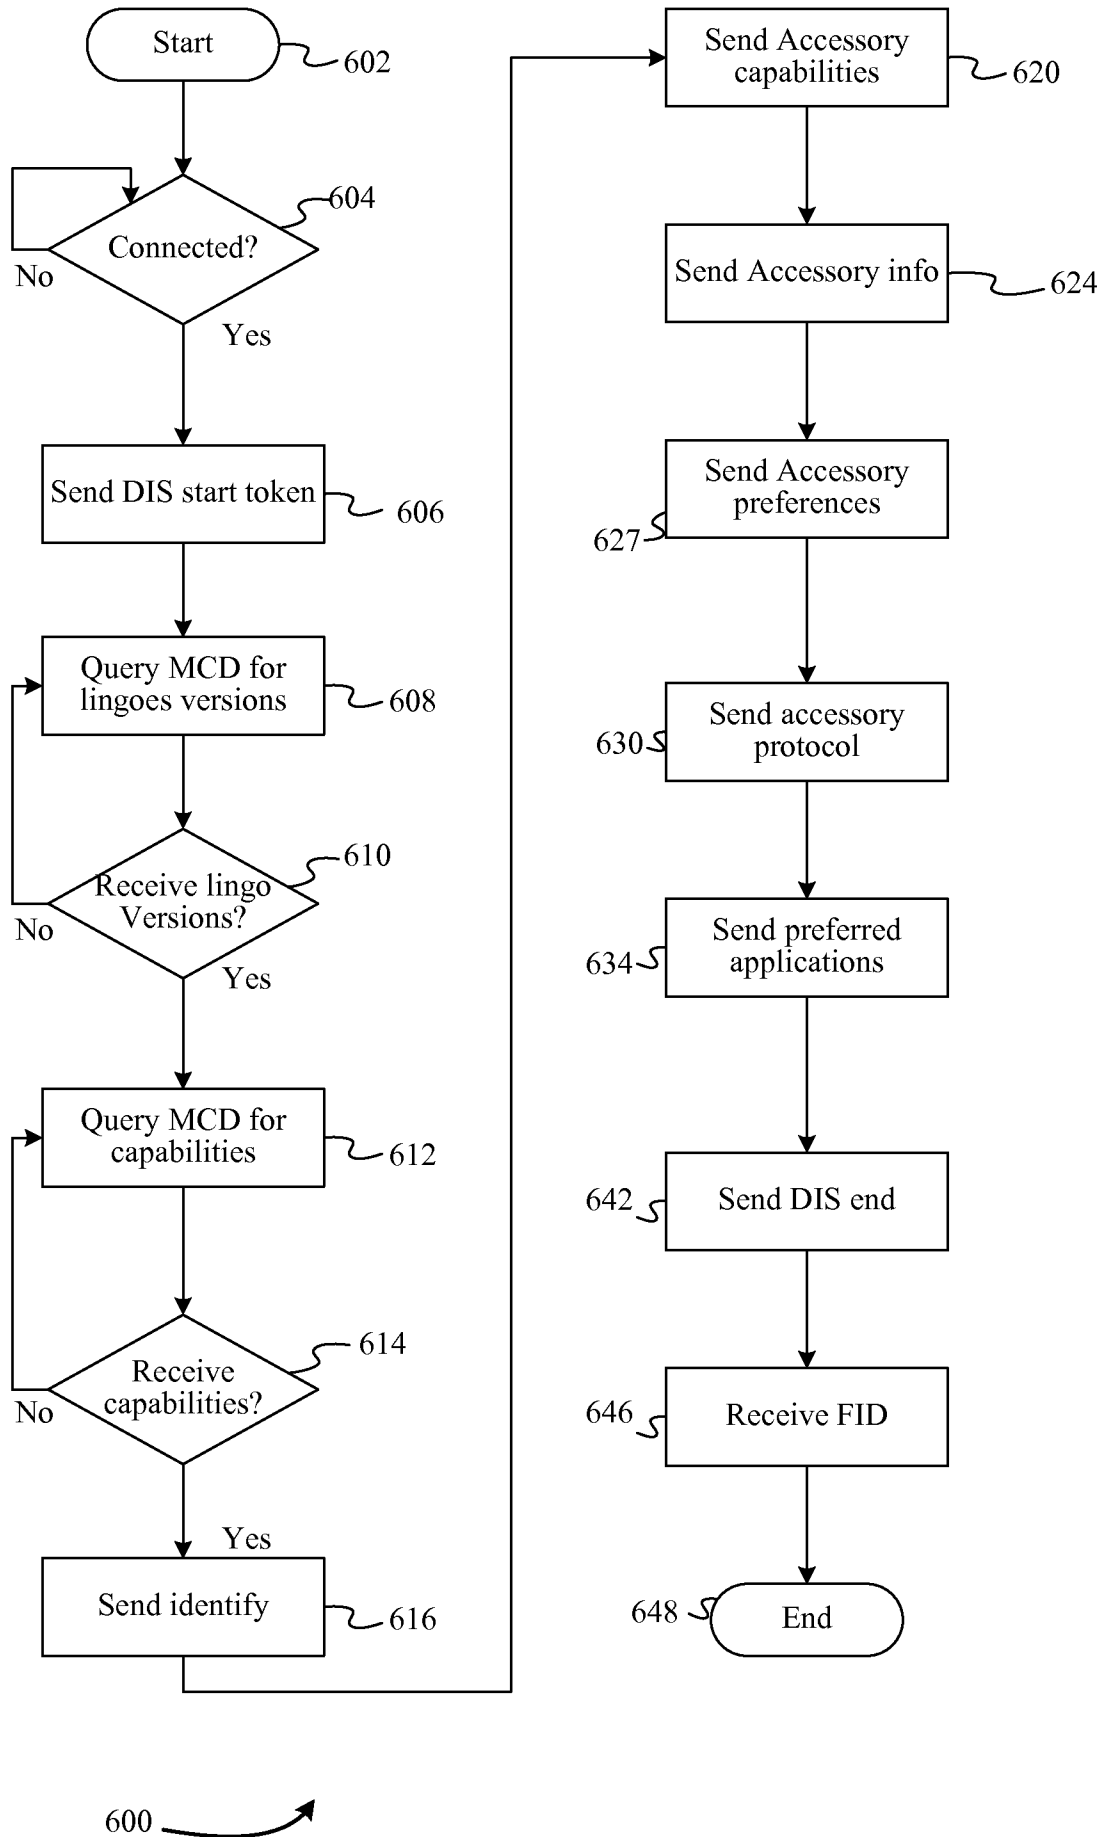 Start
602
604
Connected?
No
Yes
Send DIS start token
606
Query MCD for
lingoes versions
608
610
Receive lingo
Versions?
No
Yes
Query MCD for
capabilities
612
614
Receive
capabilities?
No
Yes
Send identify
616
Send Accessory
capabilities
620
Send Accessory info
624
Send Accessory
preferences
627
Send accessory
protocol
630
Send preferred
applications
634
Send DIS end
642
Receive FID
646
End
648
600